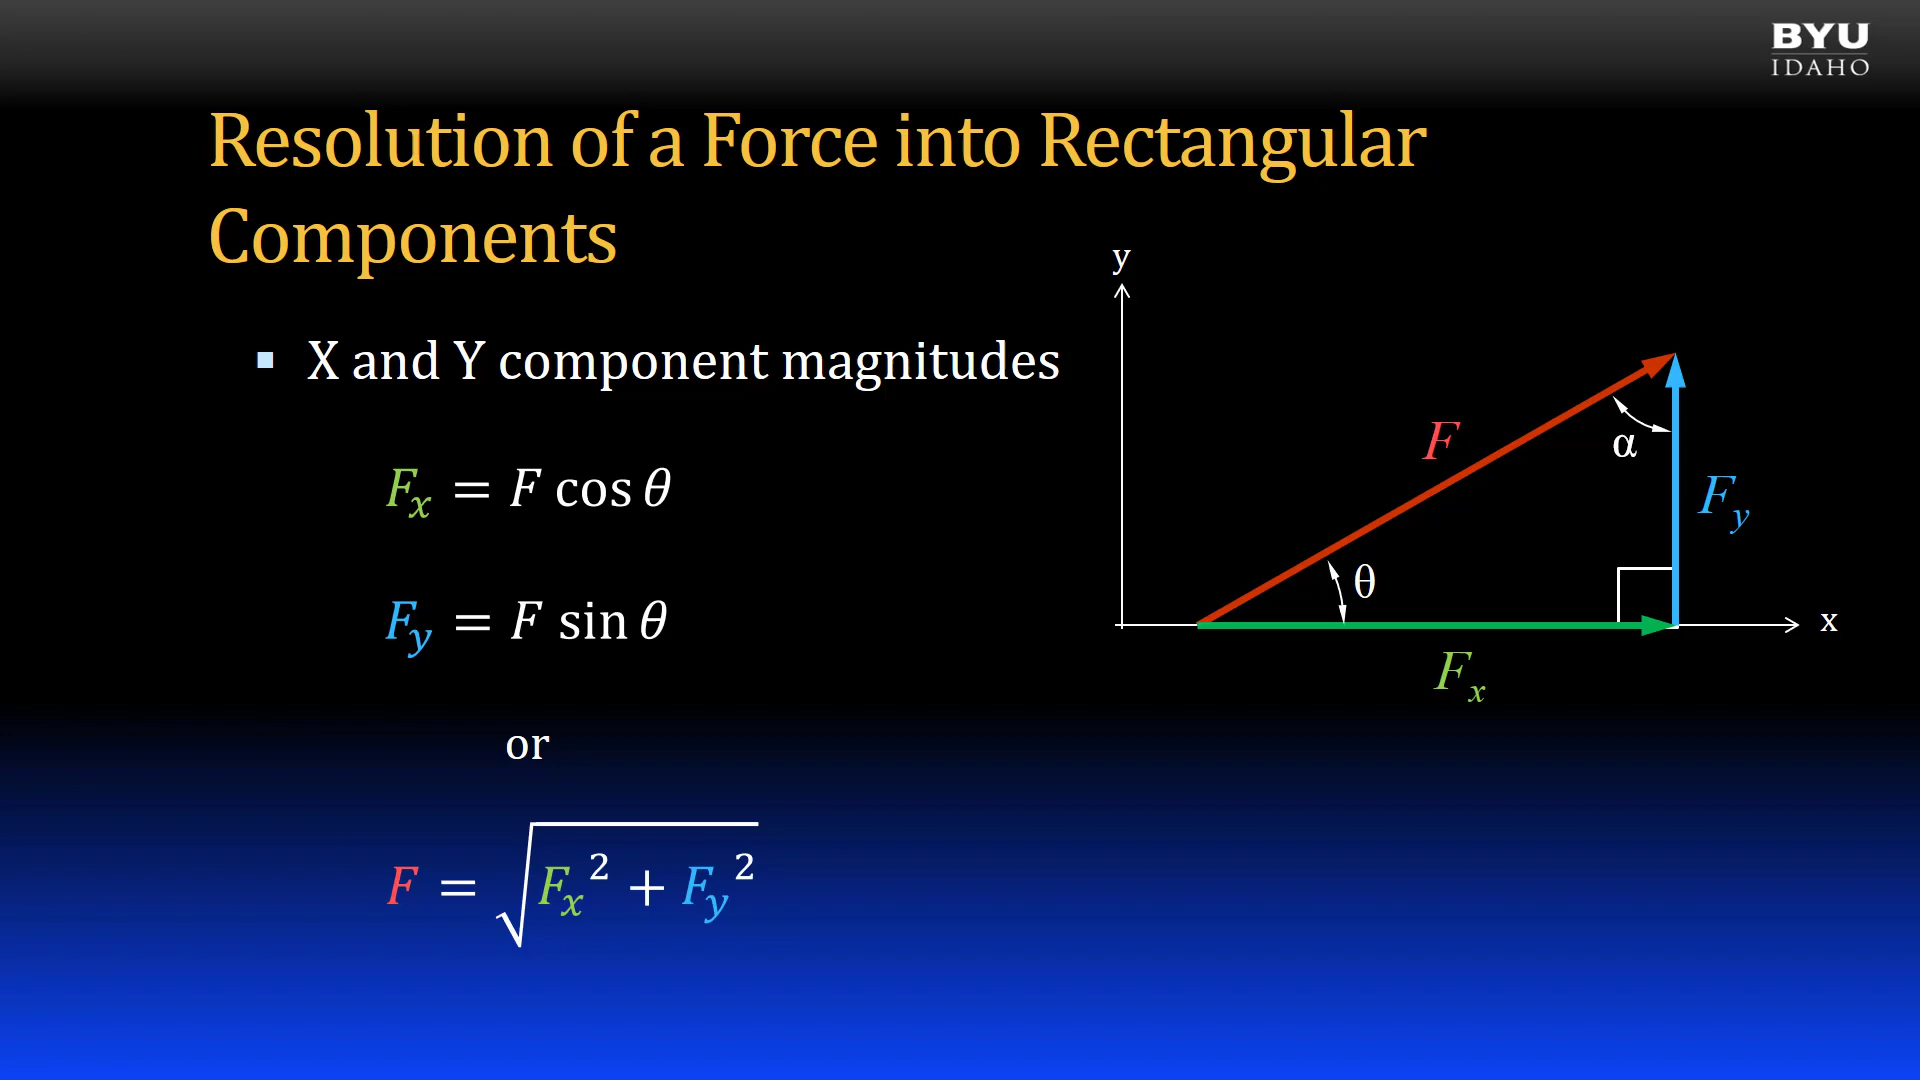 BYU
IDAHO
Resolution of a Force into Rectangular
Components
▪ X and Y component magnitudes
Fₓ = F cos θ
F_y = F sin θ
or
F = √(Fₓ² + F_y²)
y
F
α
F_y
θ
x
Fₓ